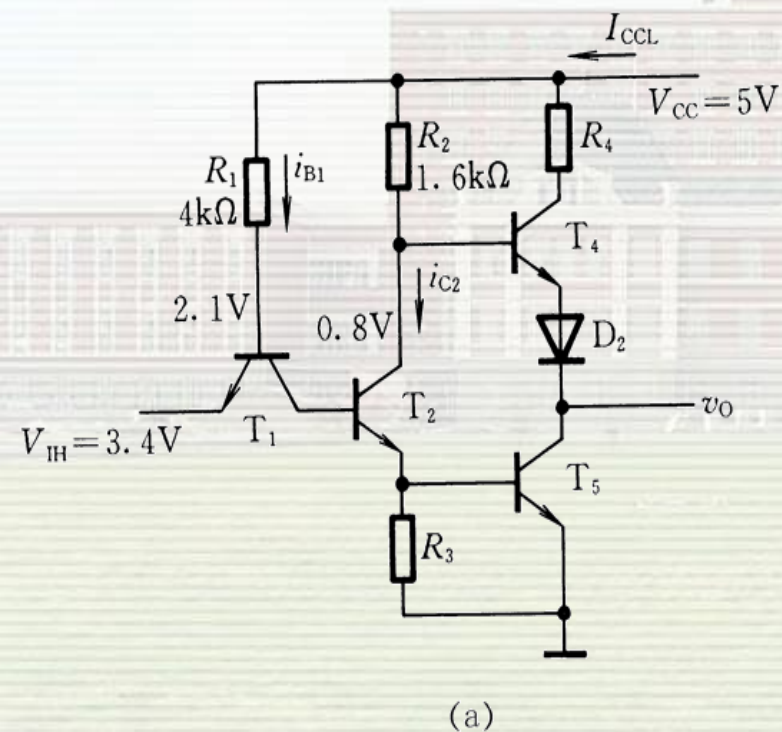 I_CCL
V_CC=5V
R_1
4kΩ
i_B1
R_2
1.6kΩ
R_4
T_4
i_C2
2.1V
0.8V
D_2
T_2
v_O
V_IH=3.4V
T_1
T_5
R_3
(a)